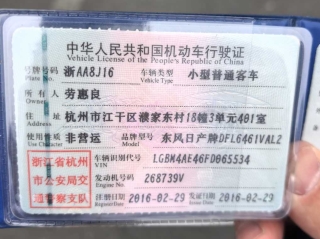 中华人民共和国机动车行驶证
Vehicle License of the People's Republic of China
号牌号码 浙AA8J16 车辆类型 小型普通客车
Plate No. Vehicle Type
所有人 劳惠良
Owner
住址 杭州市江干区濮家东村18幢3单元401室
Address
使用性质 非营运 品牌型号 东风日产牌DFL6461VAL2
Use Character Model
浙江省杭州市公安局交通警察支队
车辆识别代号 LGBM4AE46FD065534
VIN
发动机号码 268739V
Engine No.
注册日期 2016-02-29 发证日期 2016-02-29
Register Date Issue Date